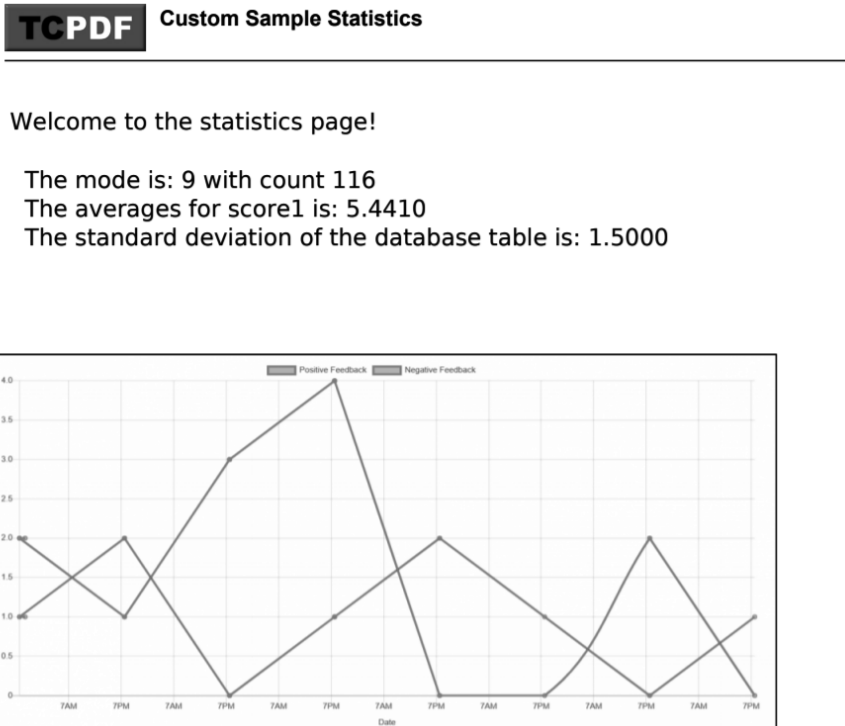 TCPDF
Custom Sample Statistics
Welcome to the statistics page!
The mode is: 9 with count 116
The averages for score1 is: 5.4410
The standard deviation of the database table is: 1.5000
Positive Feedback Negative Feedback
4.0
3.5
3.0
2.5
2.0
1.5
1.0
0.5
0
7AM 7PM 7AM 7PM 7AM 7PM 7AM 7PM 7AM 7PM 7AM 7PM 7AM 7PM
Date